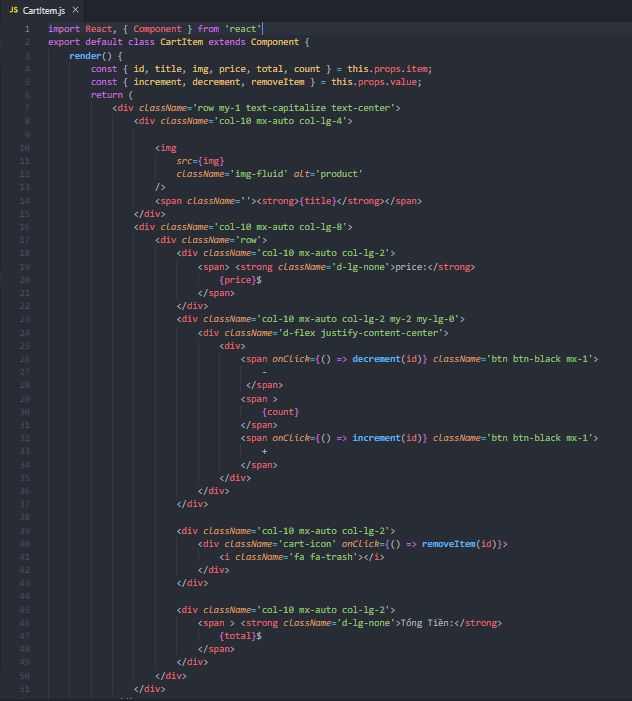 JS CartItem.js ×
1 import React, { Component } from 'react'
2 export default class CartItem extends Component {
3 render() {
4 const { id, title, img, price, total, count } = this.props.item;
5 const { increment, decrement, removeItem } = this.props.value;
6 return (
7 <div className='row my-1 text-capitalize text-center'>
8 <div className='col-10 mx-auto col-lg-4'>
9
10 <img
11 src={img}
12 className='img-fluid' alt='product'
13 />
14 <span className=''><strong>{title}</strong></span>
15 </div>
16 <div className='col-10 mx-auto col-lg-8'>
17 <div className='row'>
18 <div className='col-10 mx-auto col-lg-2'>
19 <span> <strong className='d-lg-none'>price:</strong>
20 {price}$
21 </span>
22 </div>
23 <div className='col-10 mx-auto col-lg-2 my-2 my-lg-0'>
24 <div className='d-flex justify-content-center'>
25 <div>
26 <span onClick={() => decrement(id)} className='btn btn-black mx-1'>
27 -
28 </span>
29 <span >
30 {count}
31 </span>
32 <span onClick={() => increment(id)} className='btn btn-black mx-1'>
33 +
34 </span>
35 </div>
36 </div>
37 </div>
38
39 <div className='col-10 mx-auto col-lg-2'>
40 <div className='cart-icon' onClick={() => removeItem(id)}>
41 <i className='fa fa-trash'></i>
42 </div>
43 </div>
44
45 <div className='col-10 mx-auto col-lg-2'>
46 <span > <strong className='d-lg-none'>Tổng Tiền:</strong>
47 {total}$
48 </span>
49 </div>
50 </div>
51 </div>